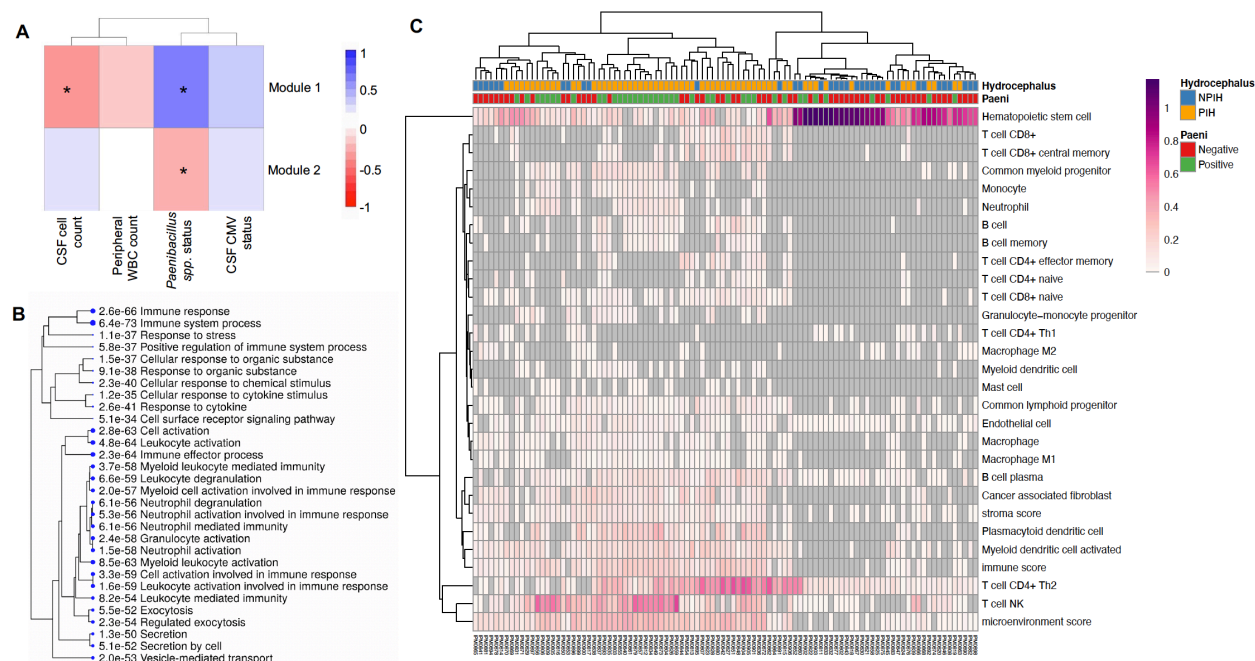 A
1
0.5
0
0
-0.5
-1
Module 1
*
*
Module 2
*
CSF cell
count
Peripheral
WBC count
Paenibacillus
spp. status
CSF CMV
status
B
2.6e-66 Immune response
6.4e-73 Immune system process
1.1e-37 Response to stress
5.8e-37 Positive regulation of immune system process
1.5e-37 Cellular response to organic substance
9.1e-38 Response to organic substance
2.3e-40 Cellular response to chemical stimulus
1.2e-35 Cellular response to cytokine stimulus
2.6e-41 Response to cytokine
5.1e-34 Cell surface receptor signaling pathway
2.8e-63 Cell activation
4.8e-64 Leukocyte activation
2.3e-64 Immune effector process
3.7e-58 Myeloid leukocyte mediated immunity
6.6e-59 Leukocyte degranulation
2.0e-57 Myeloid cell activation involved in immune response
6.1e-56 Neutrophil degranulation
5.3e-56 Neutrophil activation involved in immune response
6.1e-56 Neutrophil mediated immunity
2.4e-58 Granulocyte activation
1.5e-58 Neutrophil activation
8.5e-63 Myeloid leukocyte activation
3.3e-59 Cell activation involved in immune response
1.6e-59 Leukocyte activation involved in immune response
8.2e-54 Leukocyte mediated immunity
5.5e-52 Exocytosis
2.3e-54 Regulated exocytosis
1.3e-50 Secretion
5.1e-52 Secretion by cell
2.0e-53 Vesicle-mediated transport
C
Hydrocephalus
Paeni
Hematopoietic stem cell
T cell CD8+
T cell CD8+ central memory
Common myeloid progenitor
Monocyte
Neutrophil
B cell
B cell memory
T cell CD4+ effector memory
T cell CD4+ naive
T cell CD8+ naive
Granulocyte-monocyte progenitor
T cell CD4+ Th1
Macrophage M2
Myeloid dendritic cell
Mast cell
Common lymphoid progenitor
Endothelial cell
Macrophage
Macrophage M1
B cell plasma
Cancer associated fibroblast
stroma score
Plasmacytoid dendritic cell
Myeloid dendritic cell activated
immune score
T cell CD4+ Th2
T cell NK
microenvironment score
1
0.8
0.6
0.4
0.2
0
Hydrocephalus
NPIH
PIH
Paeni
Negative
Positive